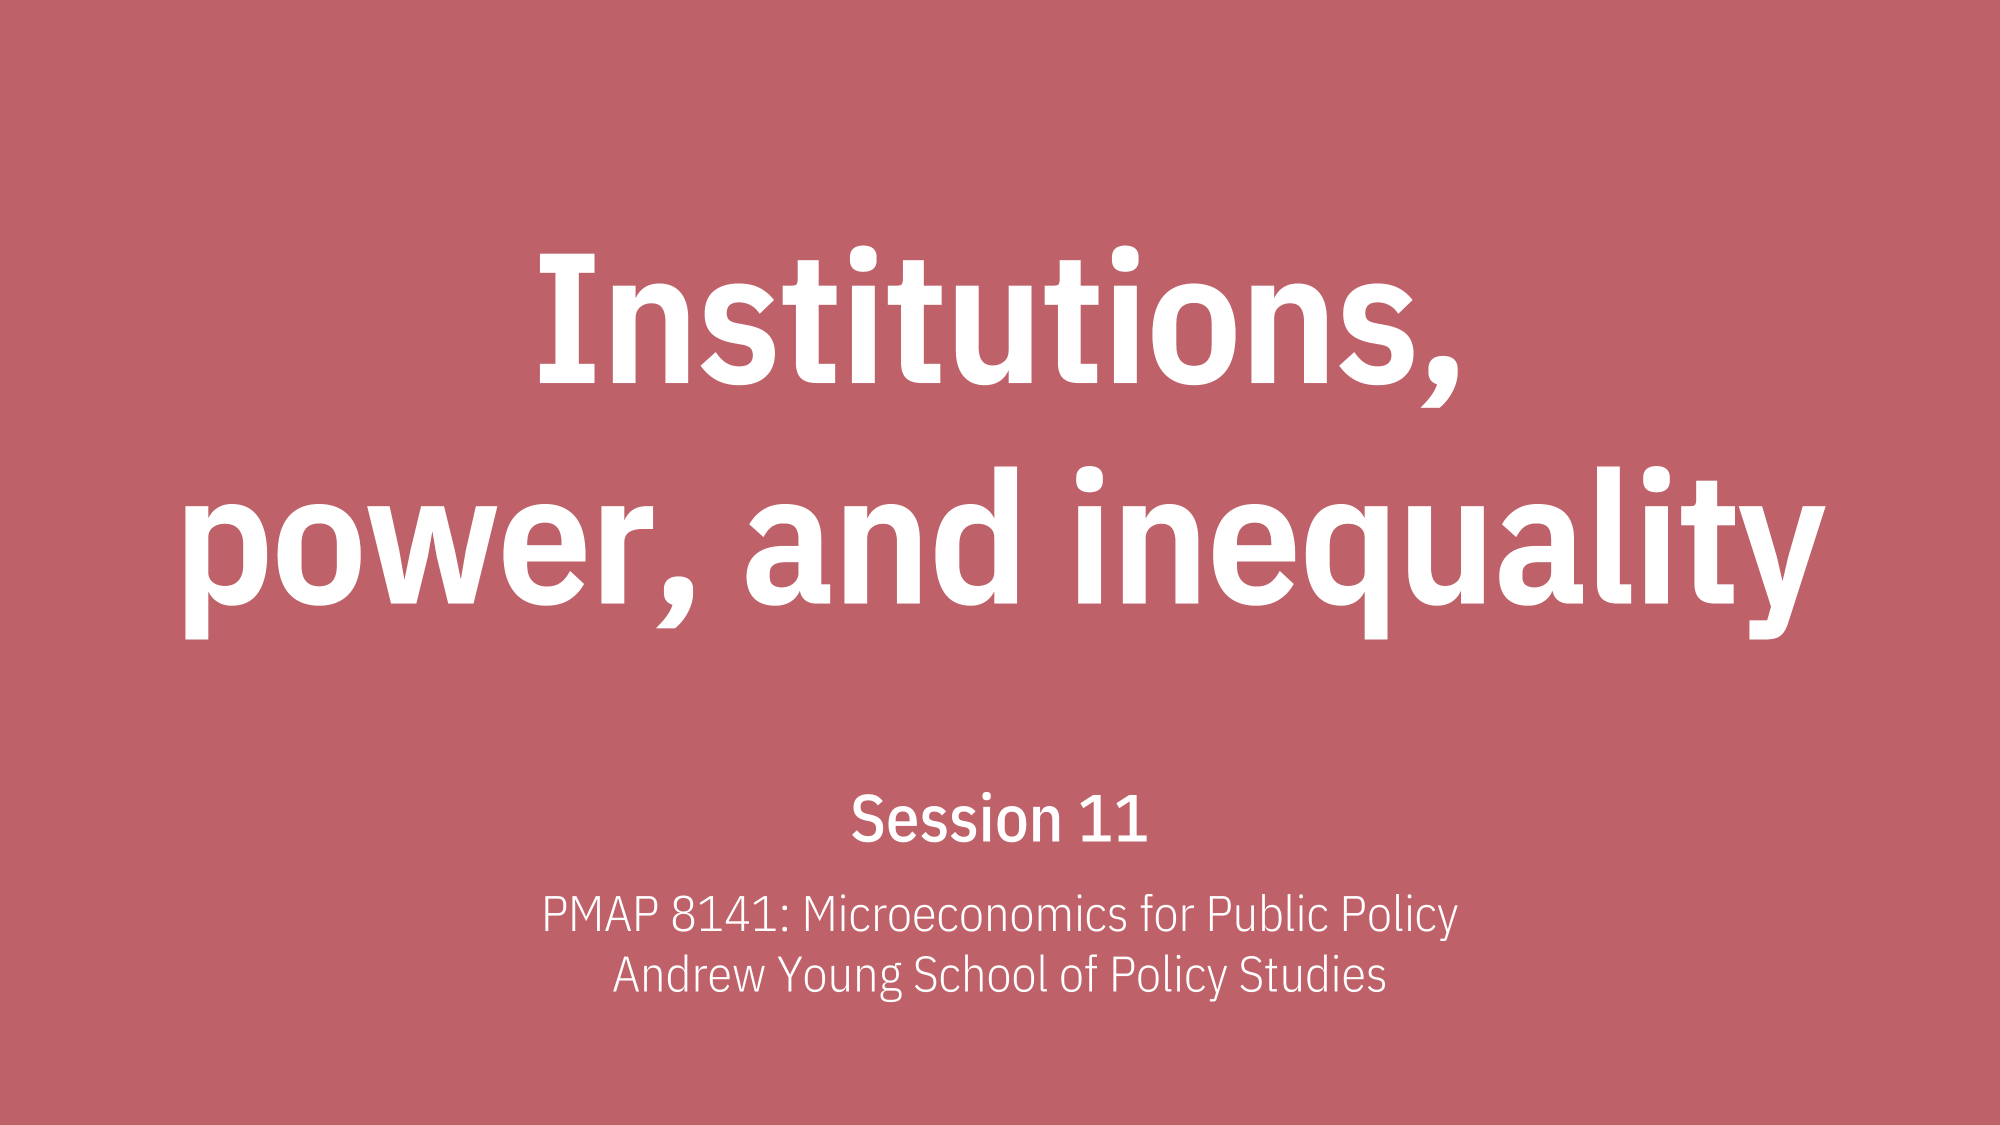 Institutions,
power, and inequality
Session 11
PMAP 8141: Microeconomics for Public Policy
Andrew Young School of Policy Studies